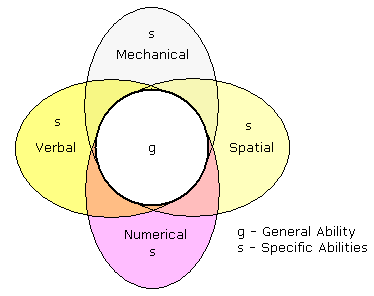 s
Mechanical
s
Verbal
g
s
Spatial
Numerical
s
g - General Ability
s - Specific Abilities